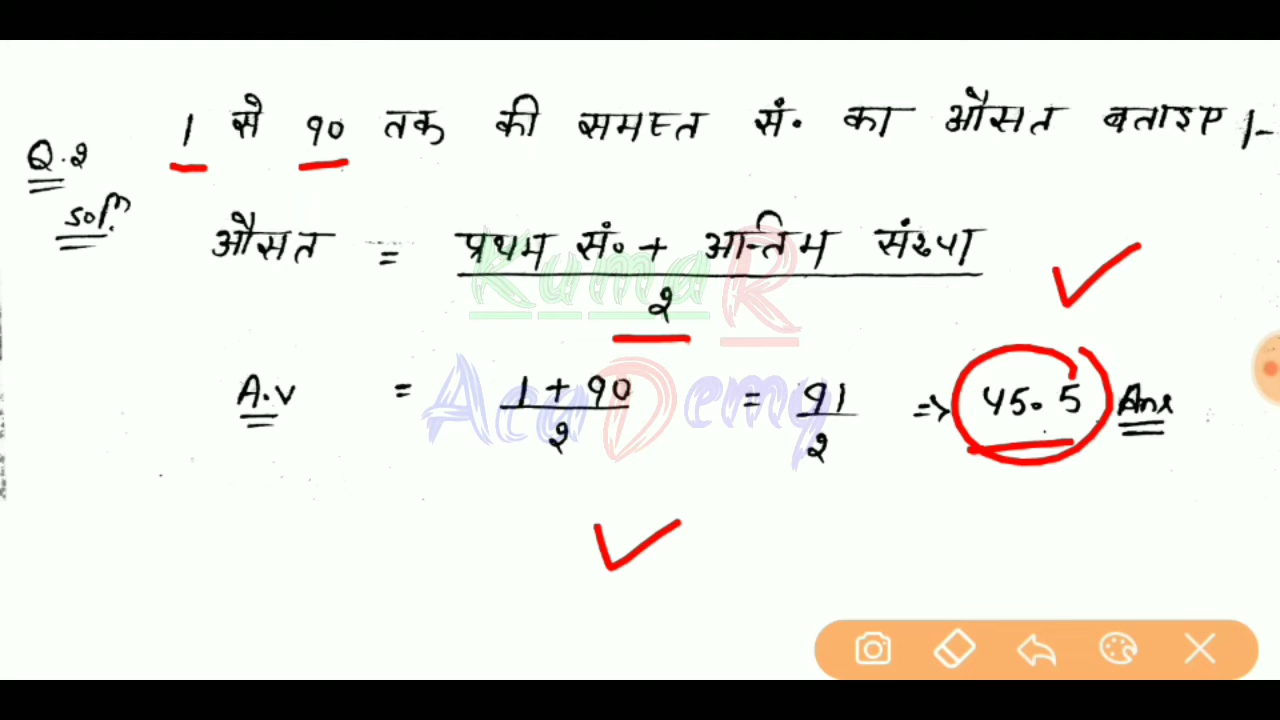 Q.2 1 से 90 तक की समस्त सं. का औसत बताइए।-
Solⁿ. औसत = प्रथम सं. + अन्तिम संख्या / 2
KumaR
A.V = 1 + 90 / 2 = 91 / 2 => 45.5 Ans
AcaDemy